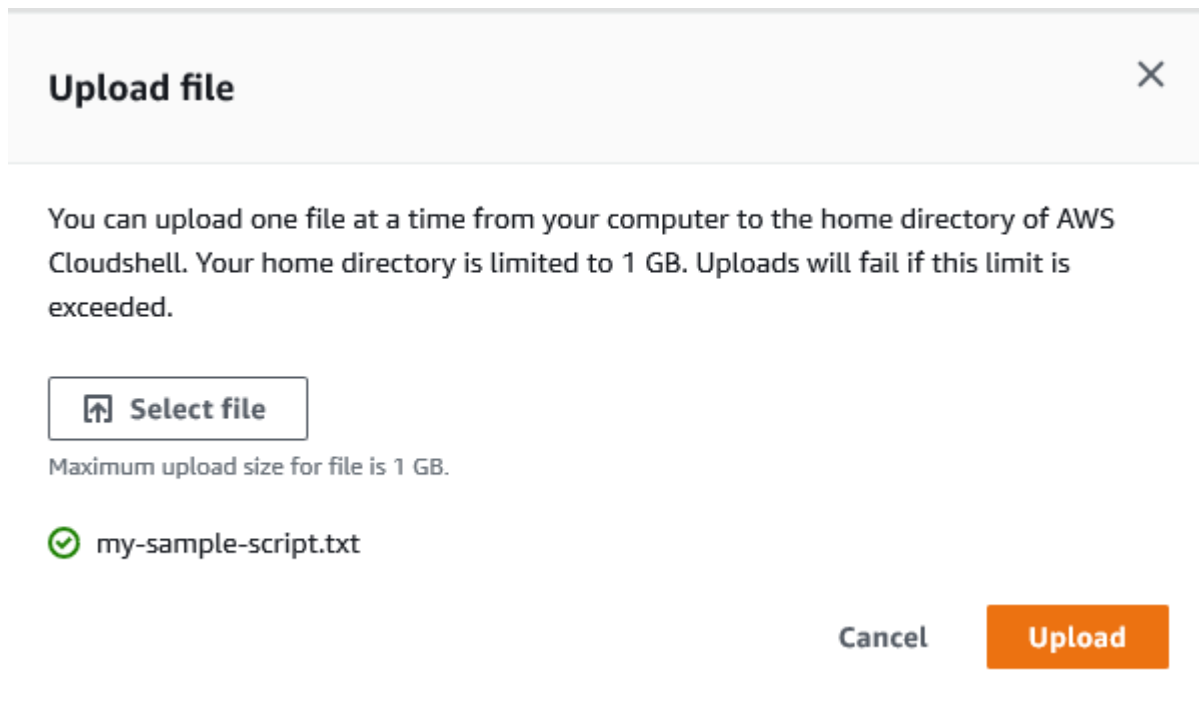 Upload file
You can upload one file at a time from your computer to the home directory of AWS
Cloudshell. Your home directory is limited to 1 GB. Uploads will fail if this limit is
exceeded.
Select file
Maximum upload size for file is 1 GB.
my-sample-script.txt
Cancel Upload